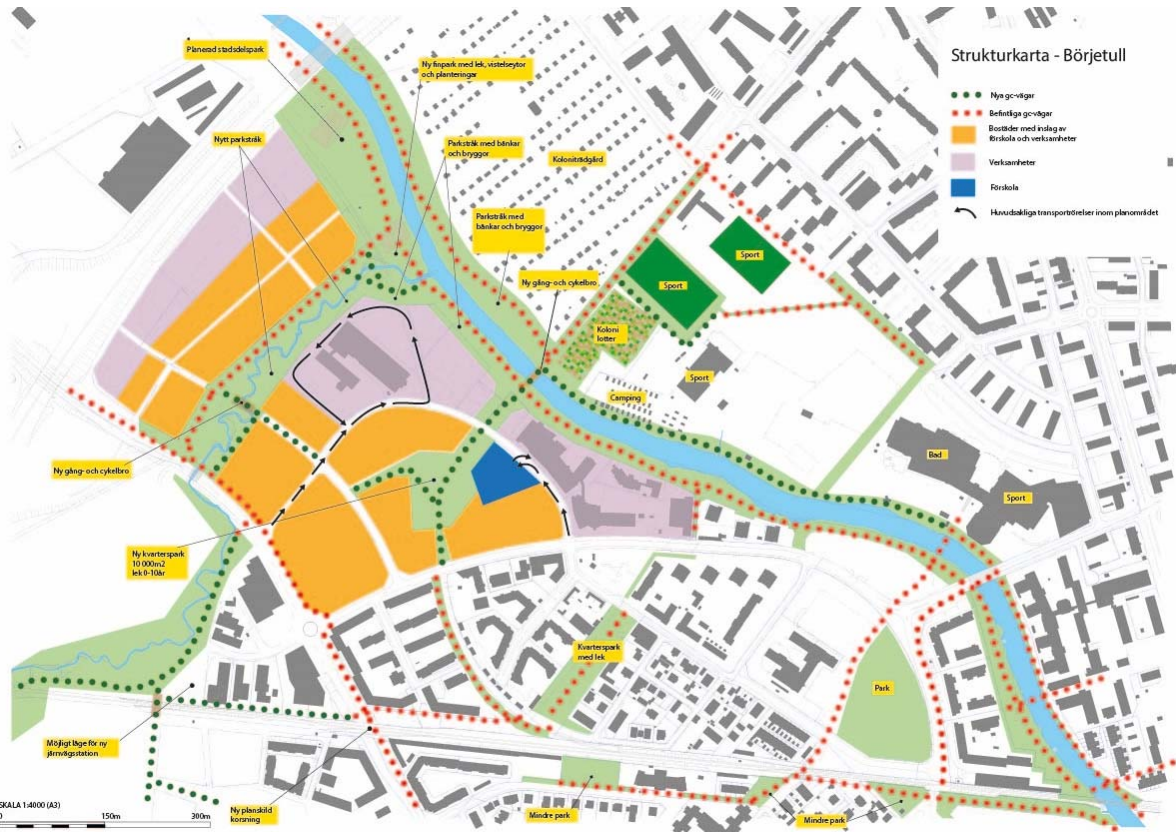 Strukturkarta - Börjetull
Nya gc-vägar
Befintliga gc-vägar
Bostäder med inslag av
förskola och verksamheter
Verksamheter
Förskola
Huvudsakliga transportrörelser inom planområdet
Planerad stadsdelspark
Ny finpark med lek, vistelseytor
och planteringar
Nytt parkstråk
Parkstråk med bänkar
och bryggor
Koloniträdgård
Parkstråk med
bänkar och bryggor
Ny gång- och cykelbro
Sport
Sport
Koloni
lotter
Sport
Camping
Bad
Sport
Ny gång- och cykelbro
Ny kvarterspark
10 000m2
lek 0-10år
Kvarterspark
med lek
Park
Möjligt läge för ny
järnvägsstation
Ny planskild
korsning
Mindre park
Mindre park
SKALA 1:4000 (A3)
0 150m 300m